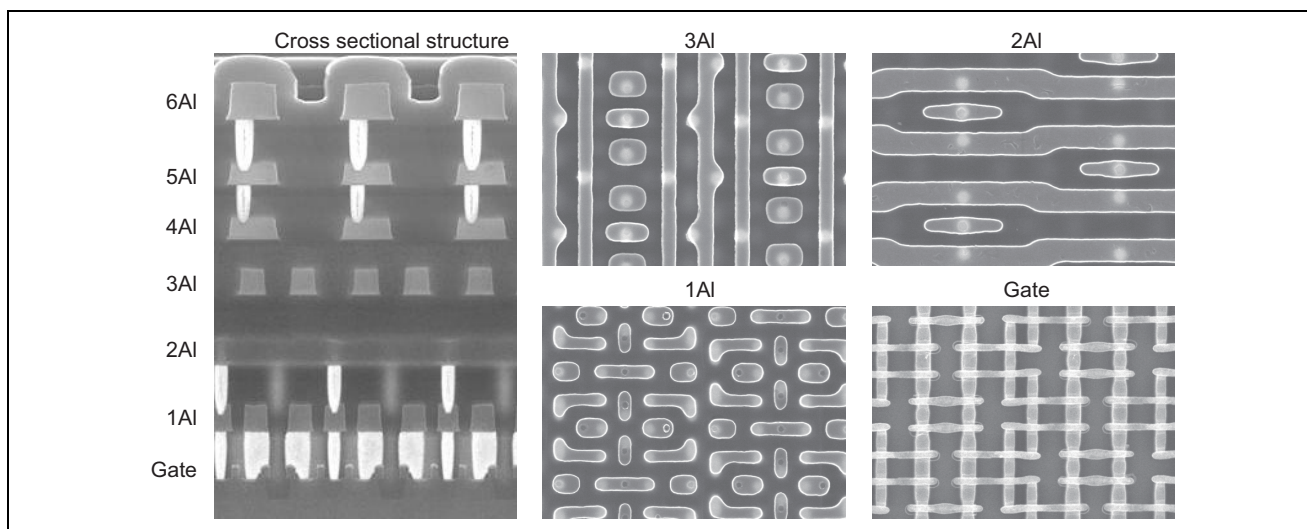 Cross sectional structure
3Al
2Al
6Al
5Al
4Al
3Al
2Al
1Al
Gate
1Al
Gate